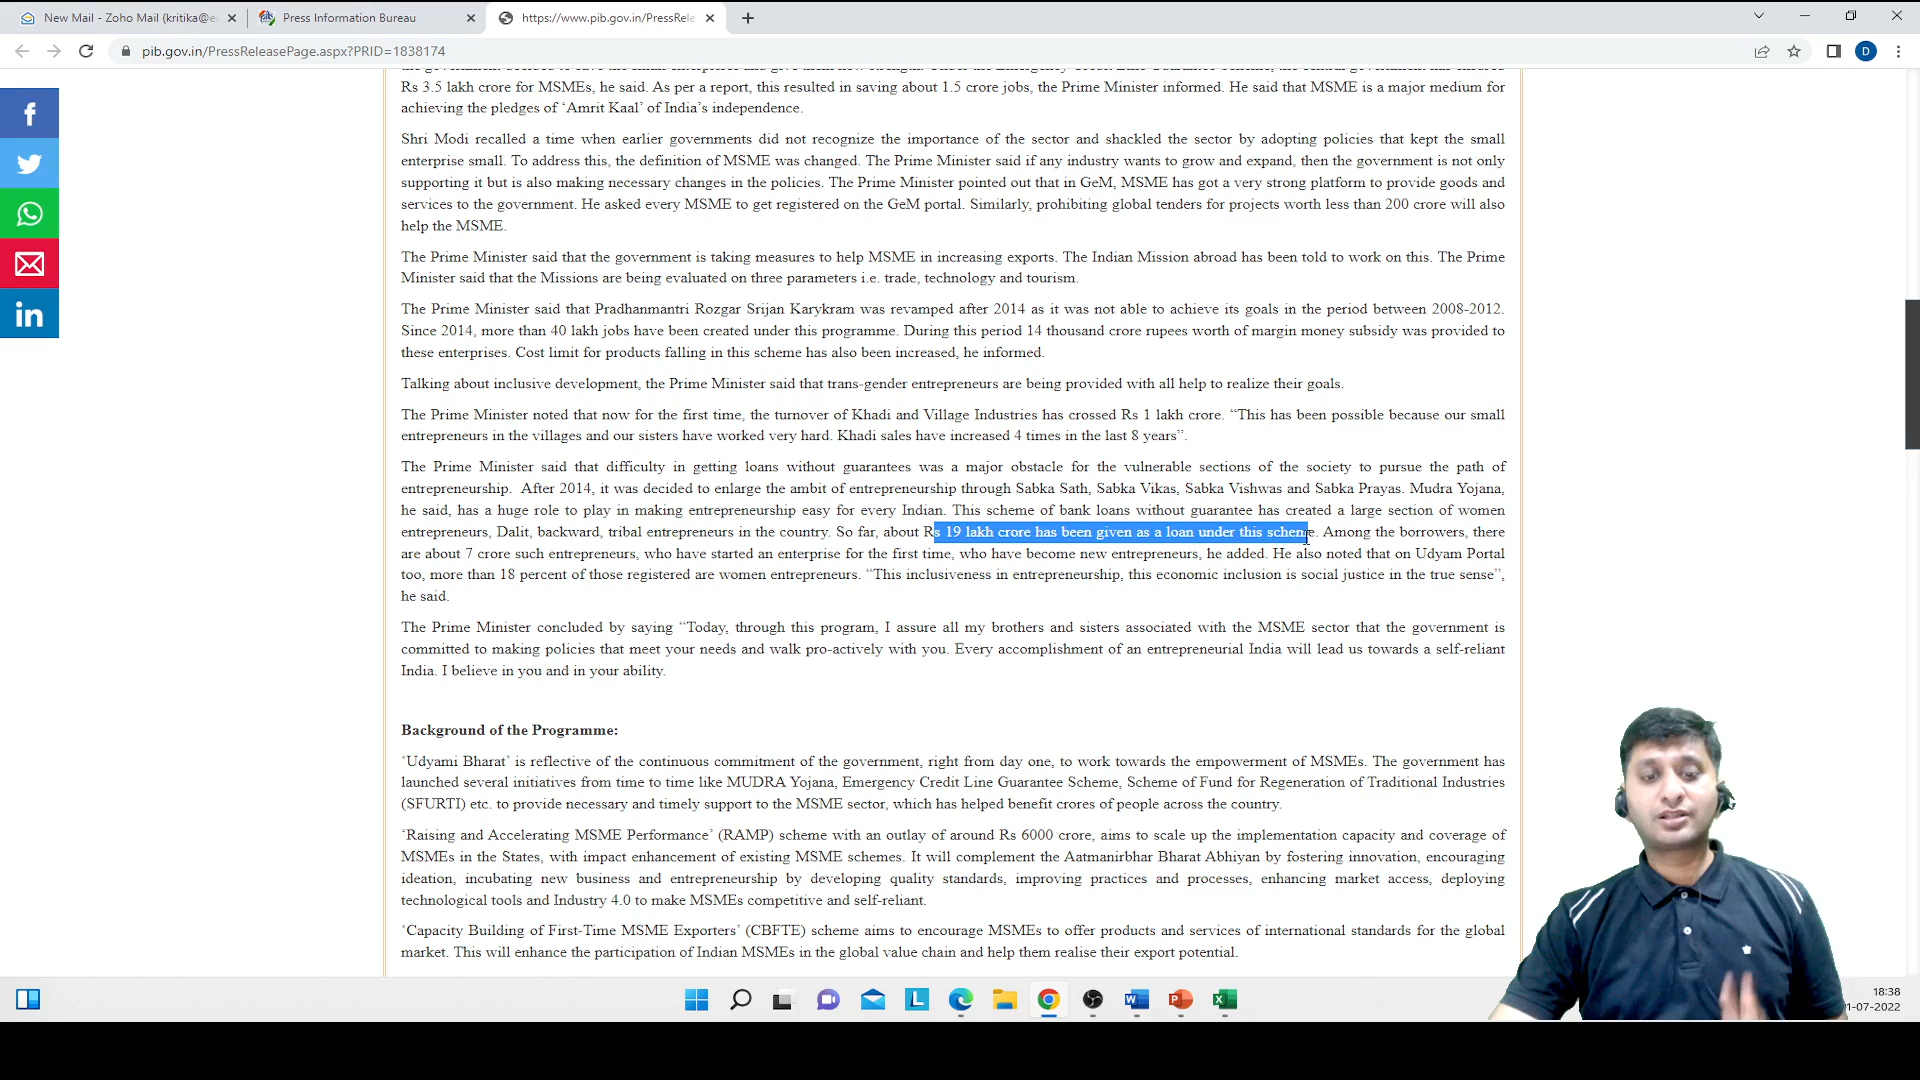 New Mail - Zoho Mail (kritika@e
Press Information Bureau
https://www.pib.gov.in/PressRele
pib.gov.in/PressReleasePage.aspx?PRID=1838174
D
Rs 3.5 lakh crore for MSMEs, he said. As per a report, this resulted in saving about 1.5 crore jobs, the Prime Minister informed. He said that MSME is a major medium for
achieving the pledges of ‘Amrit Kaal’ of India’s independence.
Shri Modi recalled a time when earlier governments did not recognize the importance of the sector and shackled the sector by adopting policies that kept the small
enterprise small. To address this, the definition of MSME was changed. The Prime Minister said if any industry wants to grow and expand, then the government is not only
supporting it but is also making necessary changes in the policies. The Prime Minister pointed out that in GeM, MSME has got a very strong platform to provide goods and
services to the government. He asked every MSME to get registered on the GeM portal. Similarly, prohibiting global tenders for projects worth less than 200 crore will also
help the MSME.
The Prime Minister said that the government is taking measures to help MSME in increasing exports. The Indian Mission abroad has been told to work on this. The Prime
Minister said that the Missions are being evaluated on three parameters i.e. trade, technology and tourism.
The Prime Minister said that Pradhanmantri Rozgar Srijan Karykram was revamped after 2014 as it was not able to achieve its goals in the period between 2008-2012.
Since 2014, more than 40 lakh jobs have been created under this programme. During this period 14 thousand crore rupees worth of margin money subsidy was provided to
these enterprises. Cost limit for products falling in this scheme has also been increased, he informed.
Talking about inclusive development, the Prime Minister said that trans-gender entrepreneurs are being provided with all help to realize their goals.
The Prime Minister noted that now for the first time, the turnover of Khadi and Village Industries has crossed Rs 1 lakh crore. “This has been possible because our small
entrepreneurs in the villages and our sisters have worked very hard. Khadi sales have increased 4 times in the last 8 years”.
The Prime Minister said that difficulty in getting loans without guarantees was a major obstacle for the vulnerable sections of the society to pursue the path of
entrepreneurship. After 2014, it was decided to enlarge the ambit of entrepreneurship through Sabka Sath, Sabka Vikas, Sabka Vishwas and Sabka Prayas. Mudra Yojana,
he said, has a huge role to play in making entrepreneurship easy for every Indian. This scheme of bank loans without guarantee has created a large section of women
entrepreneurs, Dalit, backward, tribal entrepreneurs in the country. So far, about Rs 19 lakh crore has been given as a loan under this scheme. Among the borrowers, there
are about 7 crore such entrepreneurs, who have started an enterprise for the first time, who have become new entrepreneurs, he added. He also noted that on Udyam Portal
too, more than 18 percent of those registered are women entrepreneurs. “This inclusiveness in entrepreneurship, this economic inclusion is social justice in the true sense”,
he said.
The Prime Minister concluded by saying “Today, through this program, I assure all my brothers and sisters associated with the MSME sector that the government is
committed to making policies that meet your needs and walk pro-actively with you. Every accomplishment of an entrepreneurial India will lead us towards a self-reliant
India. I believe in you and in your ability.
Background of the Programme:
‘Udyami Bharat’ is reflective of the continuous commitment of the government, right from day one, to work towards the empowerment of MSMEs. The government has
launched several initiatives from time to time like MUDRA Yojana, Emergency Credit Line Guarantee Scheme, Scheme of Fund for Regeneration of Traditional Industries
(SFURTI) etc. to provide necessary and timely support to the MSME sector, which has helped benefit crores of people across the country.
‘Raising and Accelerating MSME Performance’ (RAMP) scheme with an outlay of around Rs 6000 crore, aims to scale up the implementation capacity and coverage of
MSMEs in the States, with impact enhancement of existing MSME schemes. It will complement the Aatmanirbhar Bharat Abhiyan by fostering innovation, encouraging
ideation, incubating new business and entrepreneurship by developing quality standards, improving practices and processes, enhancing market access, deploying
technological tools and Industry 4.0 to make MSMEs competitive and self-reliant.
‘Capacity Building of First-Time MSME Exporters’ (CBFTE) scheme aims to encourage MSMEs to offer products and services of international standards for the global
market. This will enhance the participation of Indian MSMEs in the global value chain and help them realise their export potential.
18:38
1-07-2022